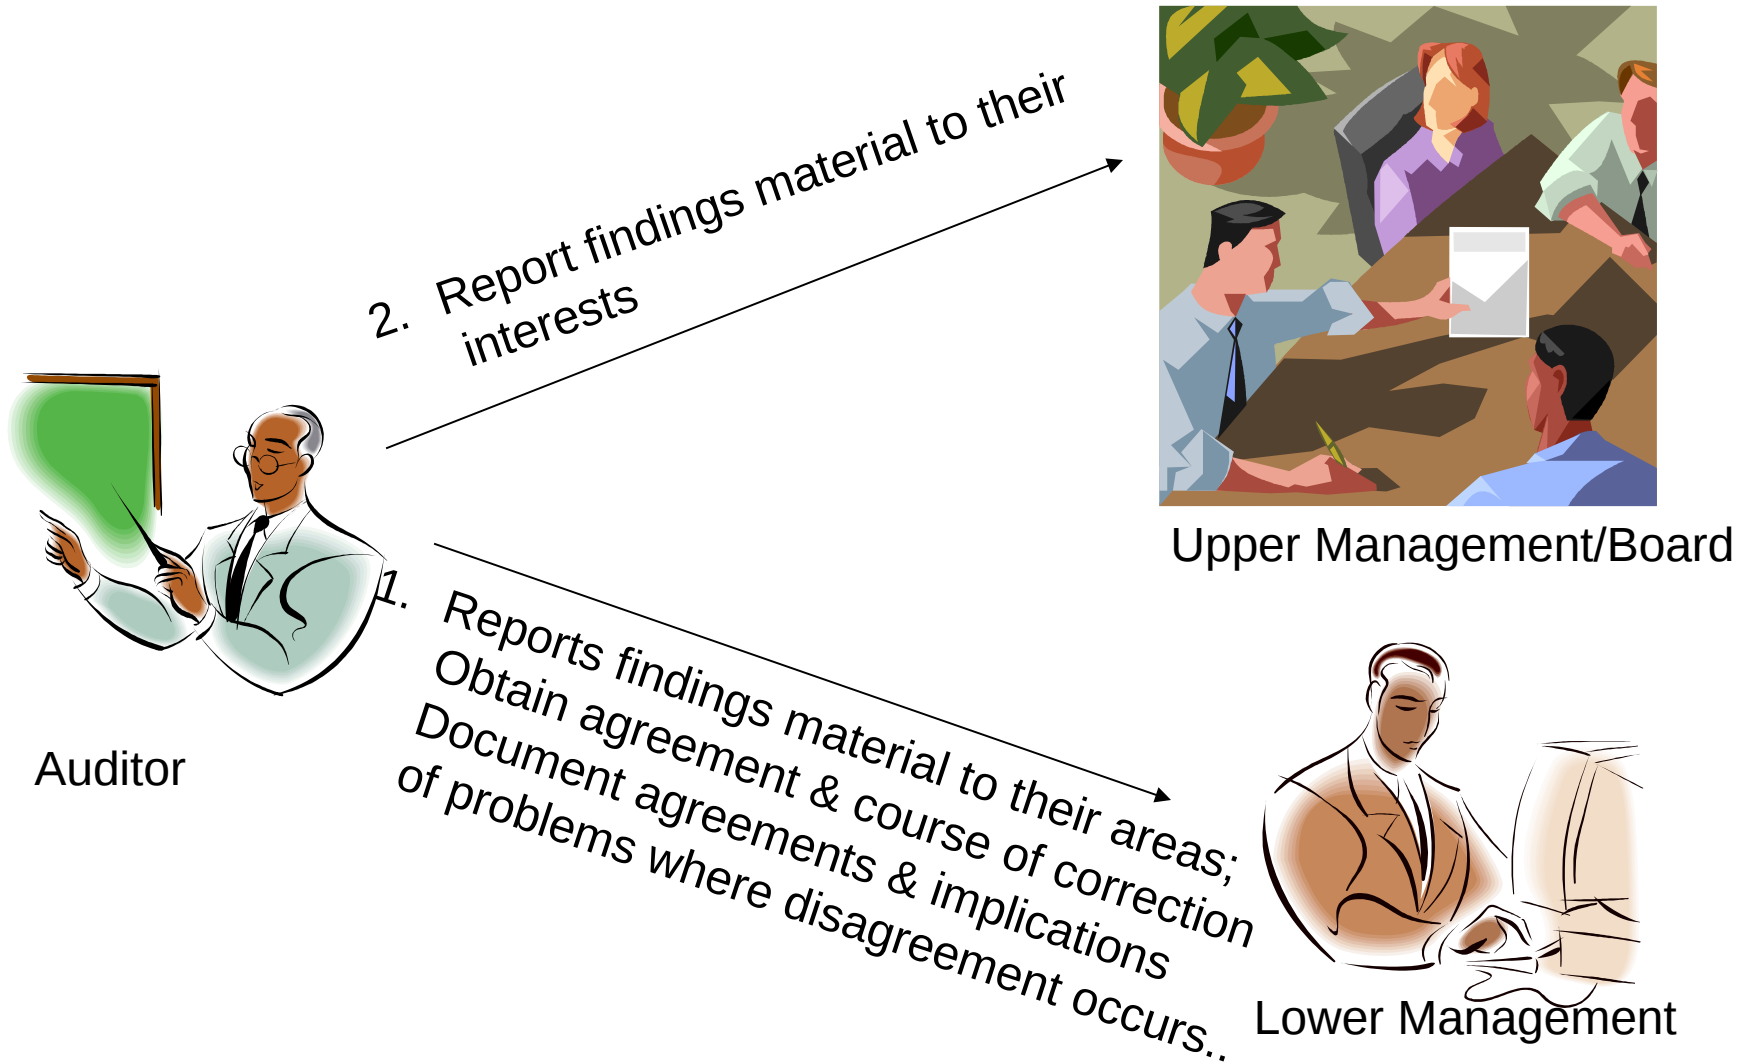 2. Report findings material to their
interests
Upper Management/Board
Auditor
1. Reports findings material to their areas;
Obtain agreement & course of correction
Document agreements & implications
of problems where disagreement occurs..
Lower Management